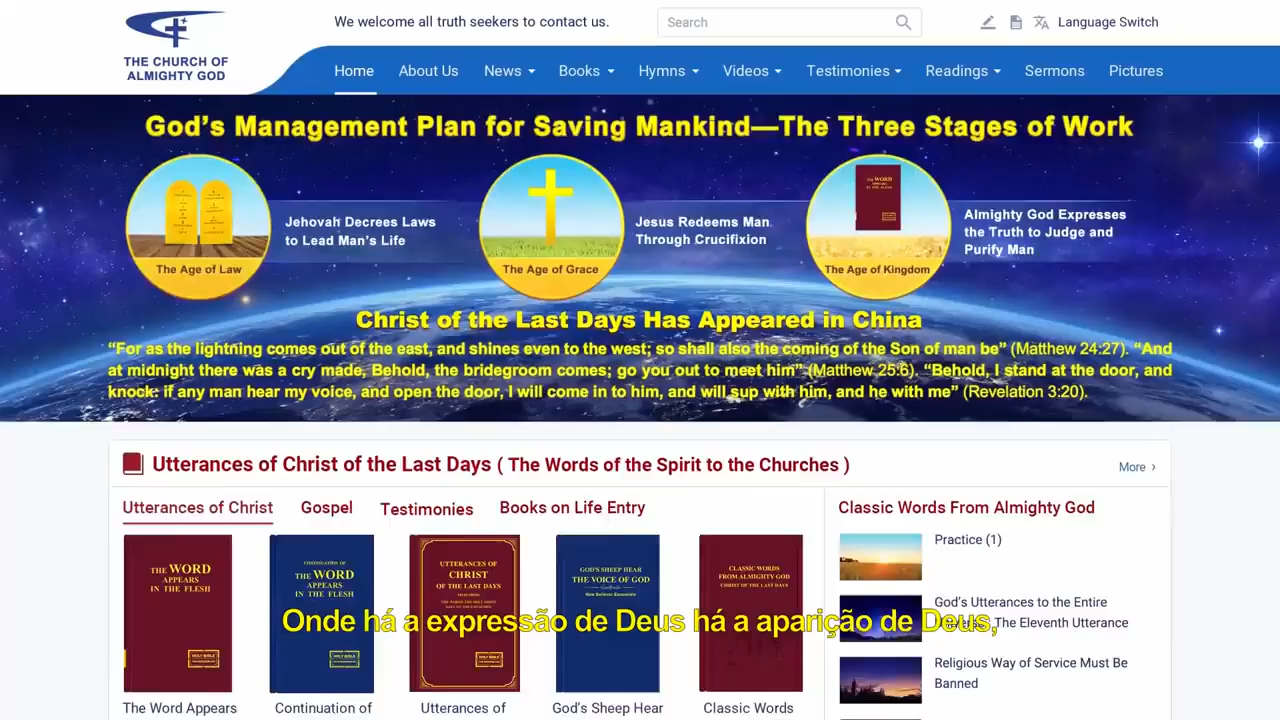 THE CHURCH OF
ALMIGHTY GOD
We welcome all truth seekers to contact us.
Search
Language Switch
Home
About Us
News
Books
Hymns
Videos
Testimonies
Readings
Sermons
Pictures
God's Management Plan for Saving Mankind—The Three Stages of Work
The Age of Law
Jehovah Decrees Laws
to Lead Man's Life
The Age of Grace
Jesus Redeems Man
Through Crucifixion
THE WORD
The Age of Kingdom
Almighty God Expresses
the Truth to Judge and
Purify Man
Christ of the Last Days Has Appeared in China
“For as the lightning comes out of the east, and shines even to the west; so shall also the coming of the Son of man be” (Matthew 24:27). “And
at midnight there was a cry made, Behold, the bridegroom comes; go you out to meet him” (Matthew 25:6). “Behold, I stand at the door, and
knock: if any man hear my voice, and open the door, I will come in to him, and will sup with him, and he with me” (Revelation 3:20).
Utterances of Christ of the Last Days ( The Words of the Spirit to the Churches )
More ›
Utterances of Christ
Gospel
Testimonies
Books on Life Entry
THE WORD
APPEARS
IN THE FLESH
CONTINUATION OF
THE WORD
APPEARS
IN THE FLESH
UTTERANCES OF
CHRIST
OF THE LAST DAYS
GOD'S SHEEP HEAR
THE VOICE OF GOD
New Believer Essentials
CLASSIC WORDS
FROM ALMIGHTY GOD
CHRIST OF THE LAST DAYS
The Word Appears
Continuation of
Utterances of
God's Sheep Hear
Classic Words
Classic Words From Almighty God
Practice (1)
God's Utterances to the Entire
The Eleventh Utterance
Religious Way of Service Must Be
Banned
Onde há a expressão de Deus há a aparição de Deus,